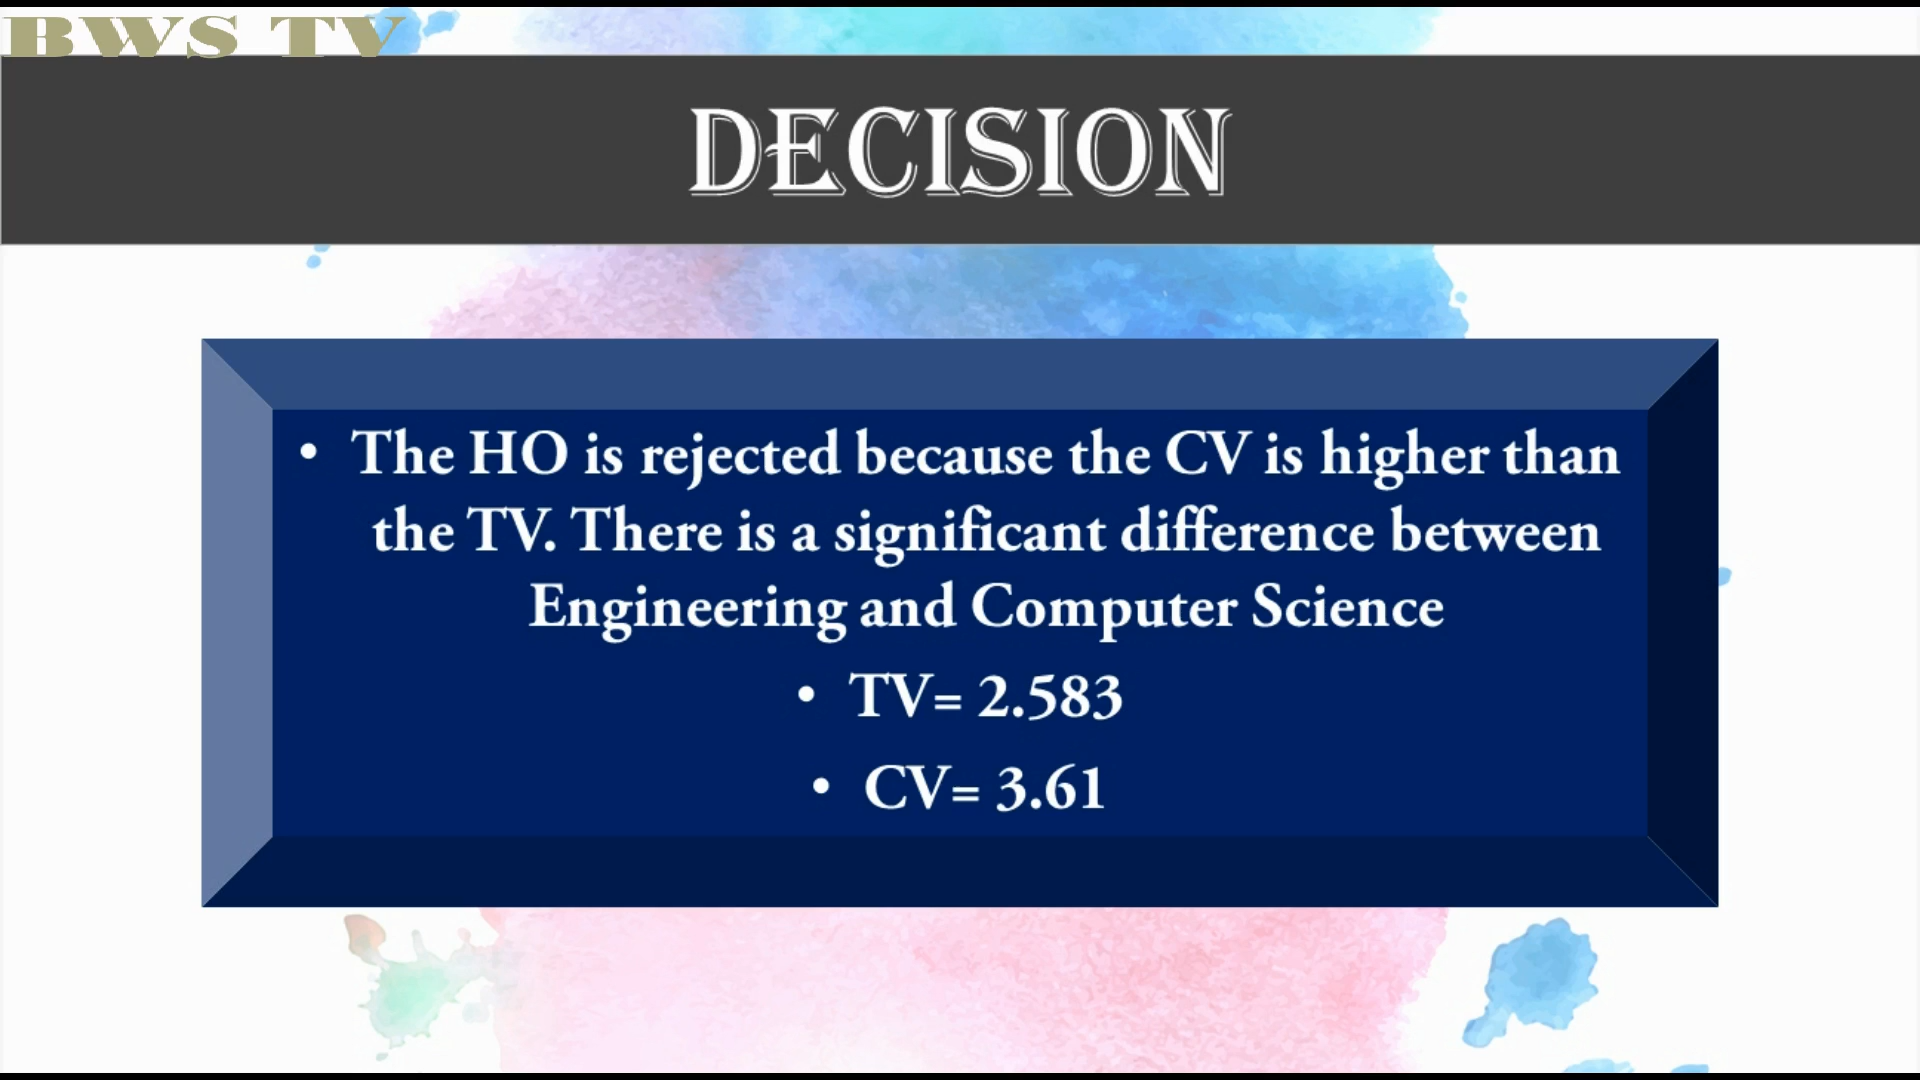 BWS TV
DECISION
• The HO is rejected because the CV is higher than
the TV. There is a significant difference between
Engineering and Computer Science
• TV= 2.583
• CV= 3.61